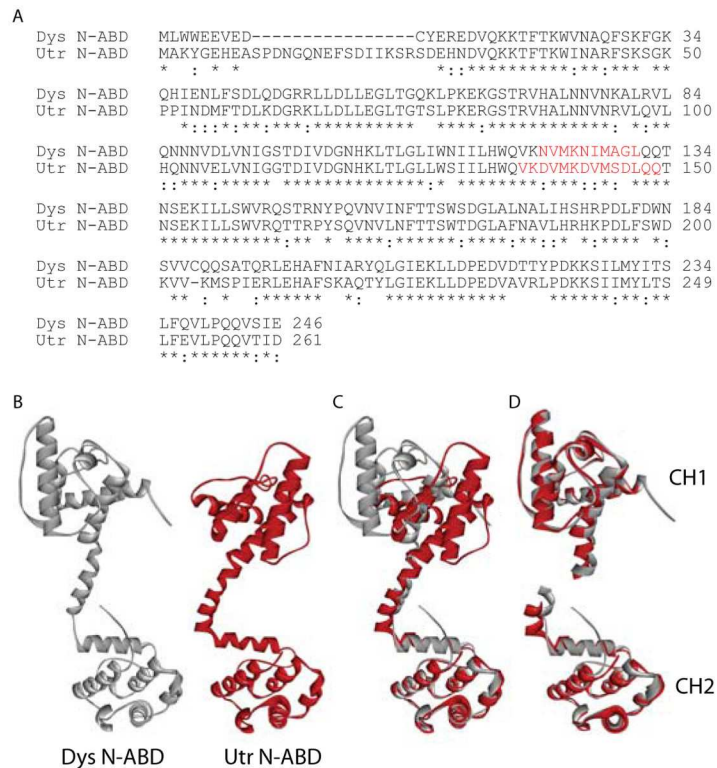 A
Dys N-ABD MLWWEEVED----------------CYEREDVQKKTFTKWVNAQFSKFGK 34
Utr N-ABD MAKYGEHEASPDNGQNEFSDIIKSRSDEHNDVQKKTFTKWINARFSKSGK 50
* : * * *::*********:**:*** **
Dys N-ABD QHIENLFSDLQDGRRLLDLLEGLTGQKLPKEKGSTRVHALNNVNKALRVL 84
Utr N-ABD PPINDMFTDLKDGRKLLDLLEGLTGTSLPKERGSTRVHALNNVNRVLQVL 100
*:::*:**:***:********** .****:************:.*:**
Dys N-ABD QNNNVDLVNIGSTDIVDGNHKLTLGLIWNIILHWQVKNVMKNIMAGLQQT 134
Utr N-ABD HQNNVELVNIGGTDIVDGNHKLTLGLLWSIILHWQVKDVMKDVMSDLQQT 150
::***:*****.**************:*.********:***::*:.****
Dys N-ABD NSEKILLSWVRQSTRNYPQVNVINFTTSWSDGLALNALIHSHRPDLFDWN 184
Utr N-ABD NSEKILLSWVRQTTRPYSQVNVLNFTTSWTDGLAFNAVLHRHKPDLFSWD 200
************:** * ****:******:****:**::* *:****.*:
Dys N-ABD SVVCQQSATQRLEHAFNIARYQLGIEKLLDPEDVDTTYPDKKSILMYITS 234
Utr N-ABD KVV-KMSPIERLEHAFSKAQTYLGIEKLLDPEDVAVRLPDKKSIIMYLTS 249
** : * :****** *: ************ ******:**:**
Dys N-ABD LFQVLPQQVSIE 246
Utr N-ABD LFEVLPQQVTID 261
**:******:*:
B
C
D
CH1
CH2
Dys N-ABD
Utr N-ABD